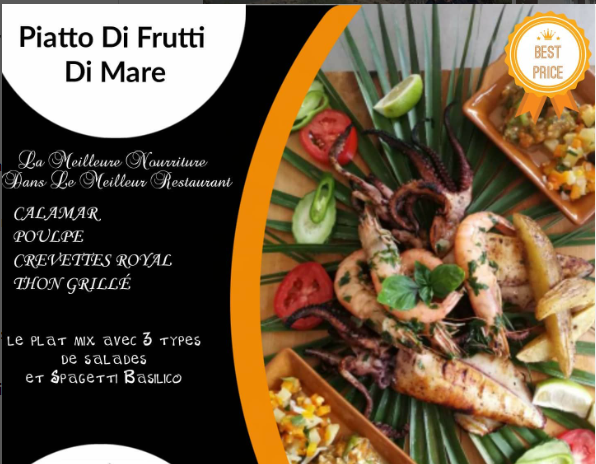 Piatto Di Frutti
Di Mare
BEST
PRICE
La Meilleure Nourriture
Dans Le Meilleur Restaurant
CALAMAR
POULPE
CREVETTES ROYAL
THON GRILLÉ
LE PLAT MIX AVEC 3 TYPES
DE SALADES
ET SPAGETTI BASILICO